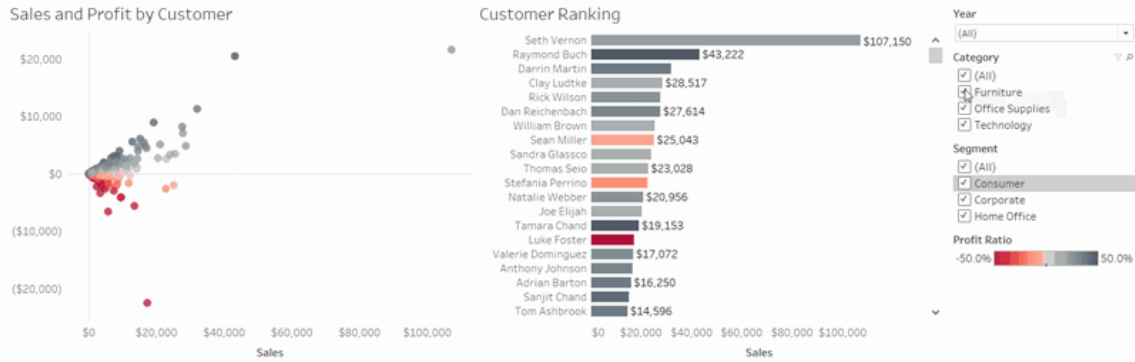 Sales and Profit by Customer
$20,000
$10,000
$0
($10,000)
($20,000)
$0 $20,000 $40,000 $60,000 $80,000 $100,000
Sales
Customer Ranking
Seth Vernon $107,150
Raymond Buch $43,222
Darrin Martin
Clay Ludtke $28,517
Rick Wilson
Dan Reichenbach $27,614
William Brown
Sean Miller $25,043
Sandra Glassco
Thomas Seio $23,028
Stefania Perrino
Natalie Webber $20,956
Joe Elijah
Tamara Chand $19,153
Luke Foster
Valerie Dominguez $17,072
Anthony Johnson
Adrian Barton $16,250
Sanjit Chand
Tom Ashbrook $14,596
$0 $20,000 $40,000 $60,000 $80,000 $100,000
Sales
Year
(All)
Category
(All)
Furniture
Office Supplies
Technology
Segment
(All)
Consumer
Corporate
Home Office
Profit Ratio
-50.0% 50.0%